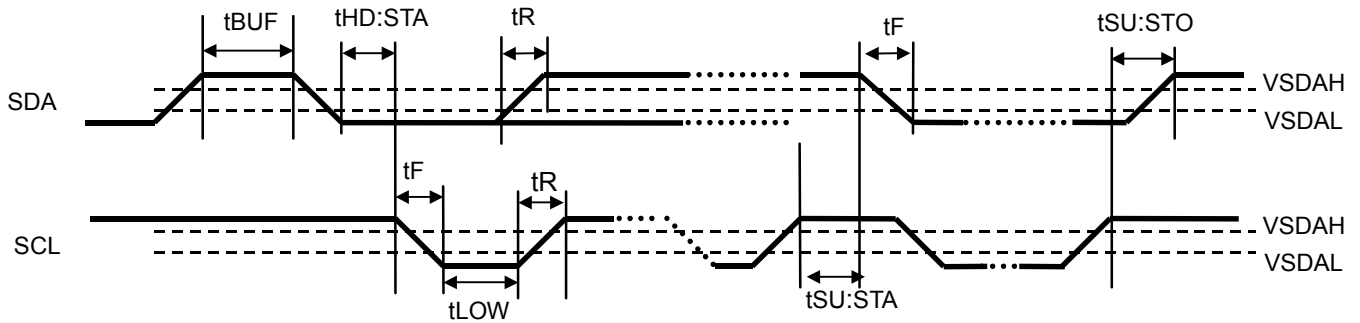 tBUF
tHD:STA
tR
tF
tSU:STO
SDA
VSDAH
VSDAL
tF
tR
SCL
VSDAH
VSDAL
tLOW
tSU:STA